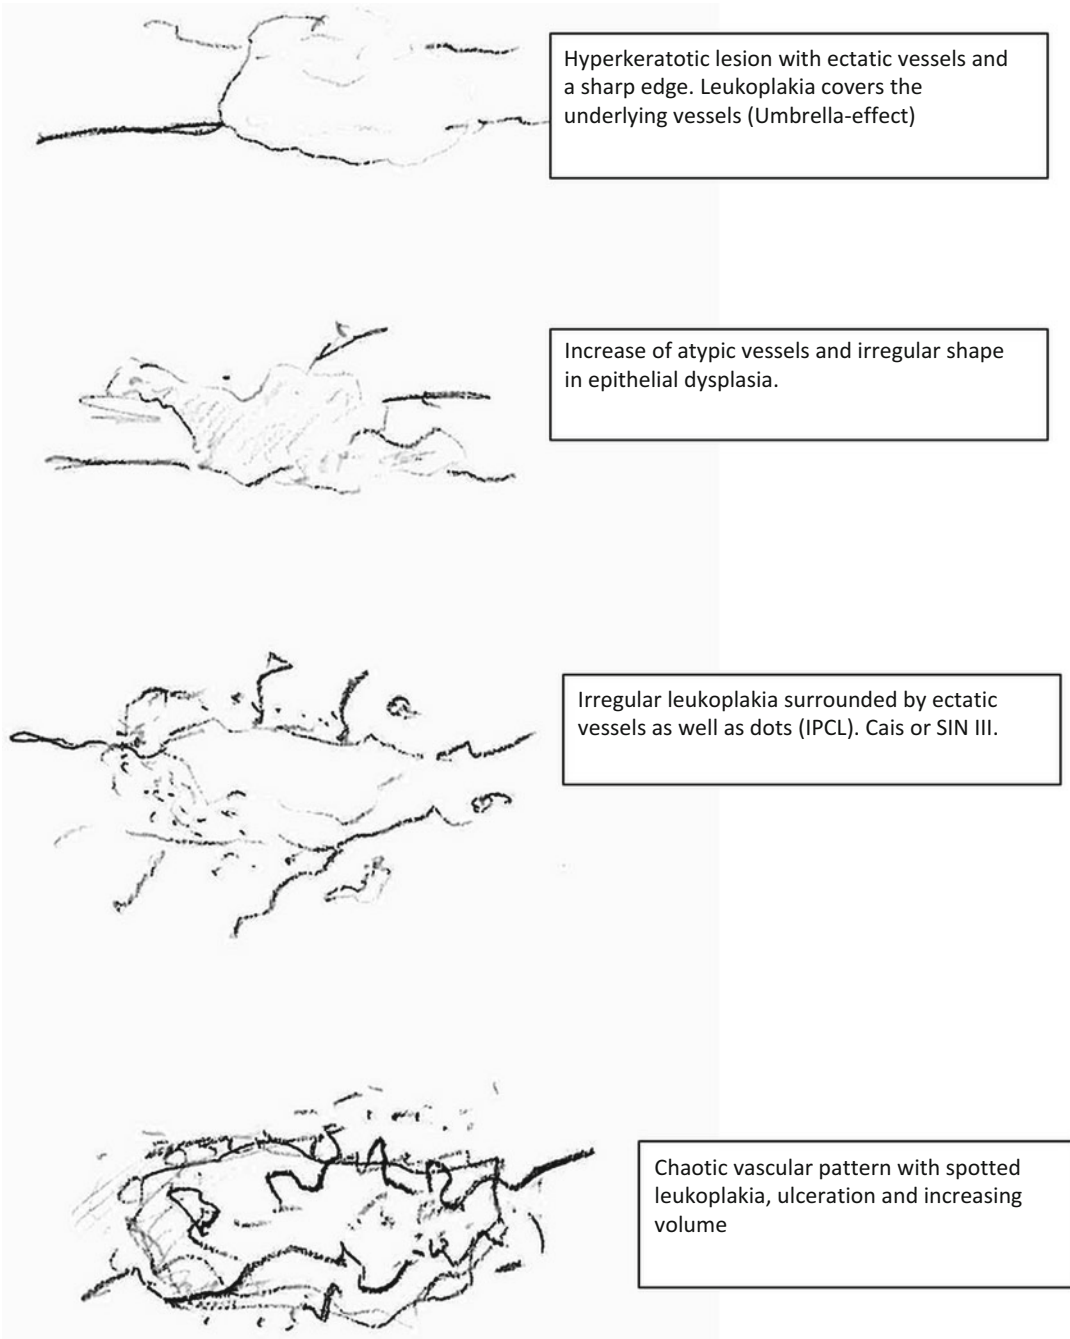 Hyperkeratotic lesion with ectatic vessels and
a sharp edge. Leukoplakia covers the
underlying vessels (Umbrella-effect)
Increase of atypic vessels and irregular shape
in epithelial dysplasia.
Irregular leukoplakia surrounded by ectatic
vessels as well as dots (IPCL). Cais or SIN III.
Chaotic vascular pattern with spotted
leukoplakia, ulceration and increasing
volume